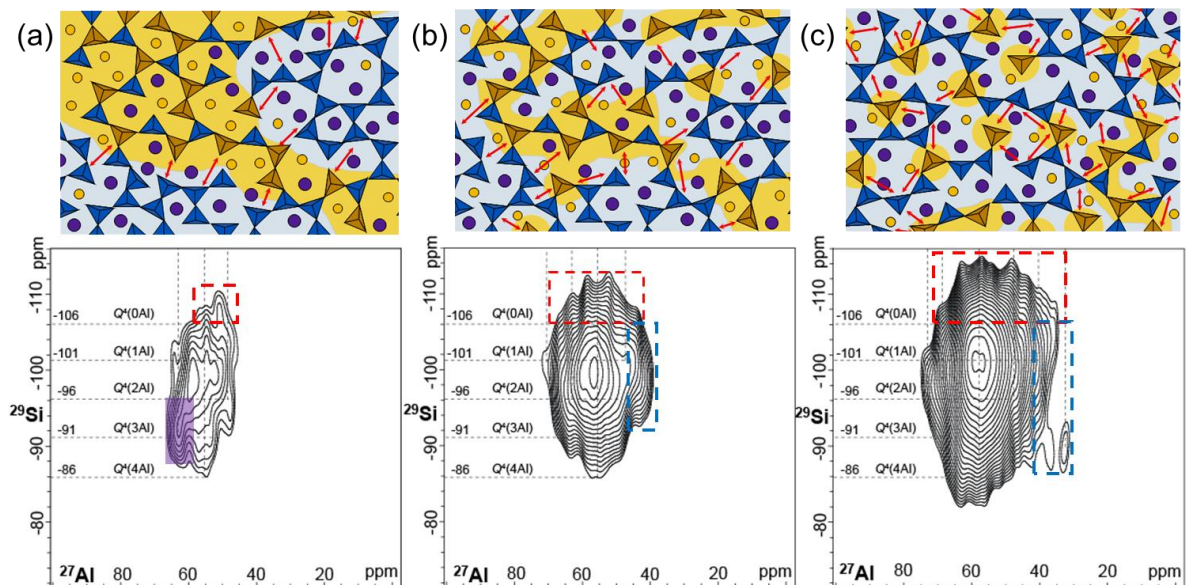 (a)
(b)
(c)
ppm
-110
-106 Q⁴(0Al)
-101 Q⁴(1Al)
-100
-96 Q⁴(2Al)
²⁹Si
-91 Q⁴(3Al)
-90
-86 Q⁴(4Al)
-80
²⁷Al 80 60 40 20 ppm
ppm
-110
-106 Q⁴(0Al)
-101 Q⁴(1Al)
-100
-96 Q⁴(2Al)
²⁹Si
-91 Q⁴(3Al)
-90
-86 Q⁴(4Al)
-80
²⁷Al 80 60 40 20 ppm
ppm
-110
-106 Q⁴(0Al)
-101 Q⁴(1Al)
-100
-96 Q⁴(2Al)
²⁹Si
-91 Q⁴(3Al)
-90
-86 Q⁴(4Al)
-80
²⁷Al 80 60 40 20 ppm